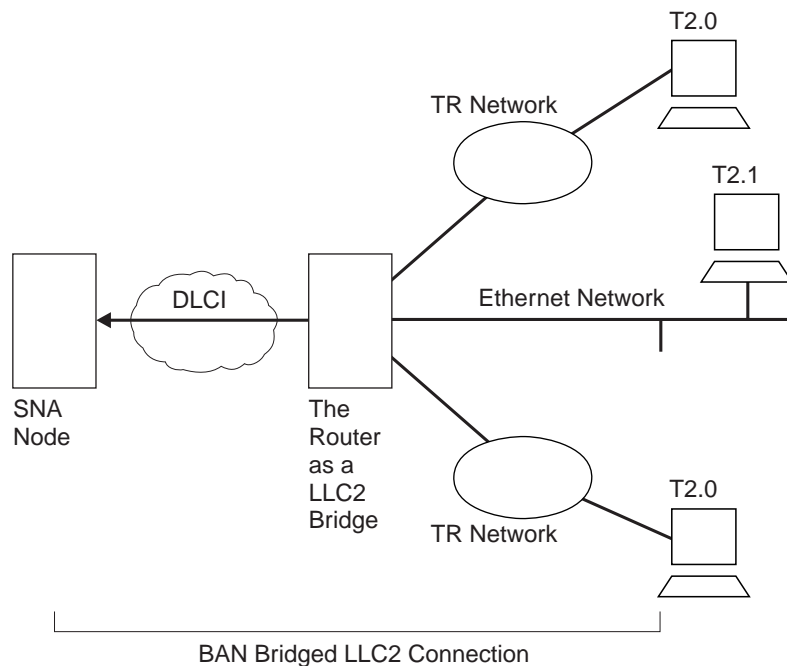 T2.0
TR Network
T2.1
DLCI
Ethernet Network
SNA
Node
The
Router
as a
LLC2
Bridge
T2.0
TR Network
BAN Bridged LLC2 Connection